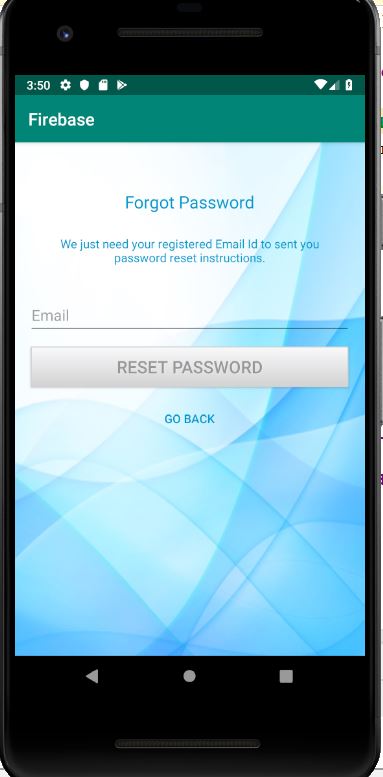 3:50
Firebase
Forgot Password
We just need your registered Email Id to sent you
password reset instructions.
Email
RESET PASSWORD
GO BACK